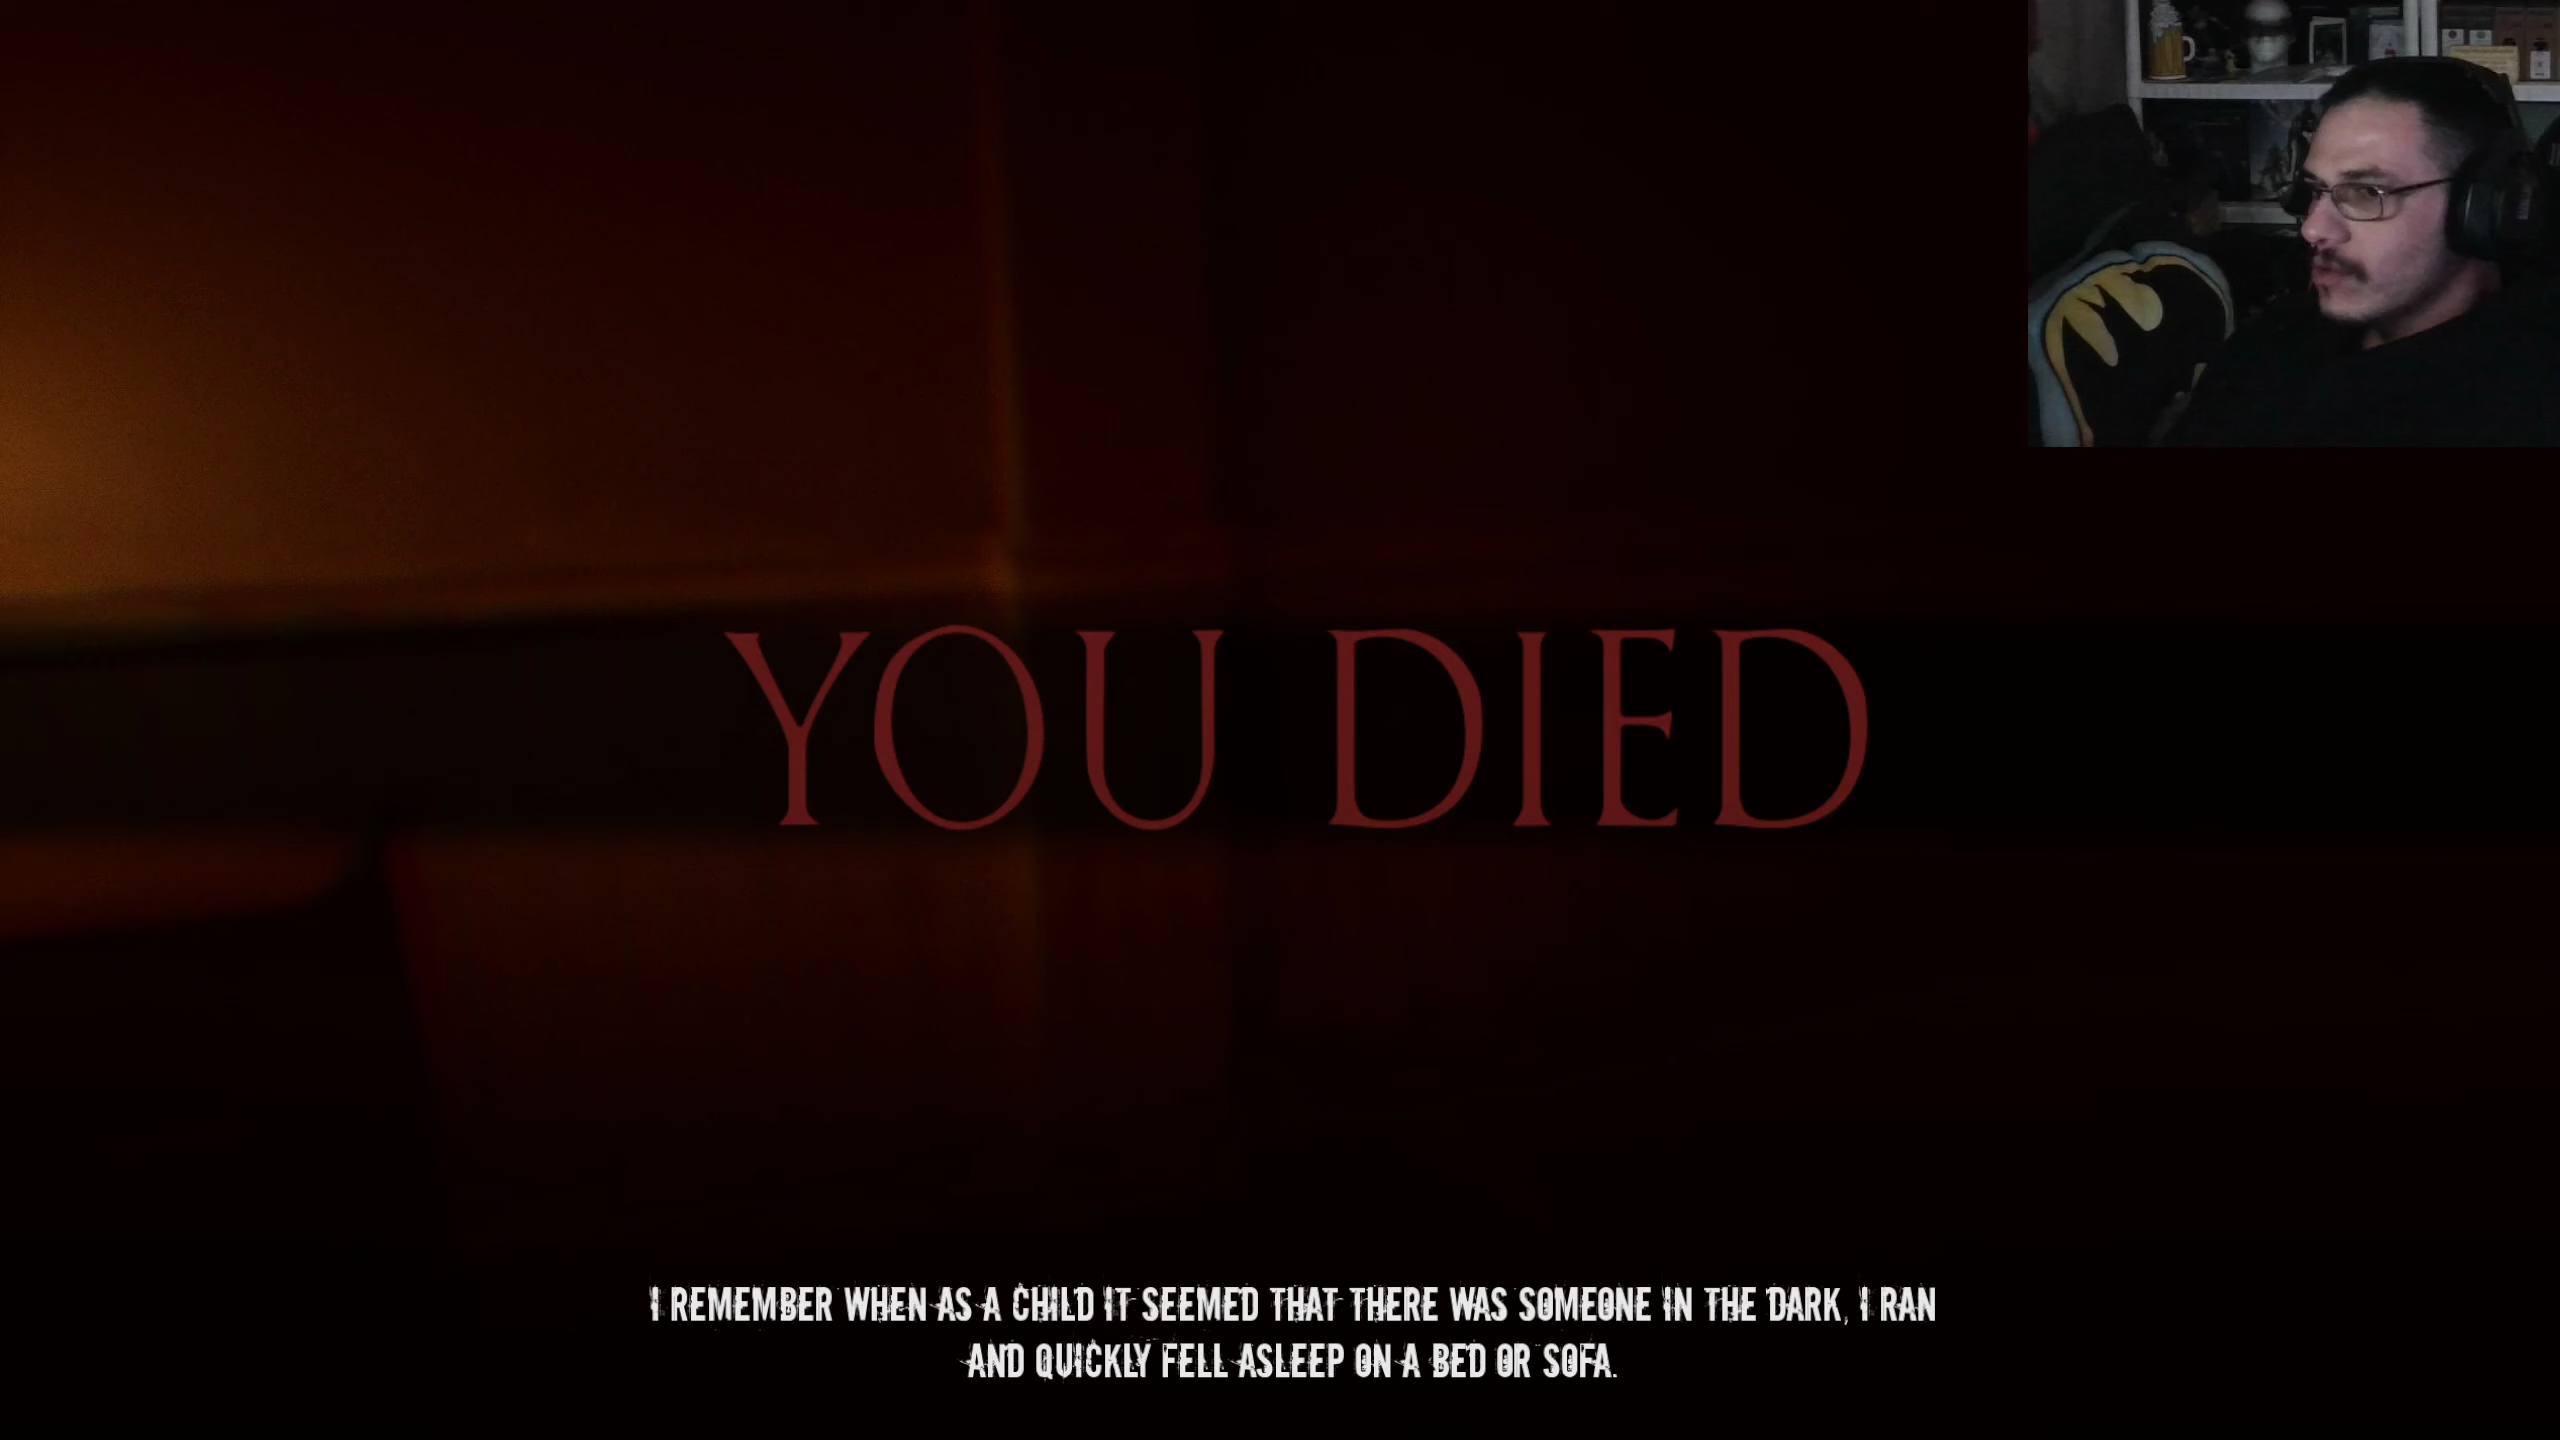 YOU DIED
I REMEMBER WHEN AS A CHILD IT SEEMED THAT THERE WAS SOMEONE IN THE DARK, I RAN
AND QUICKLY FELL ASLEEP ON A BED OR SOFA.